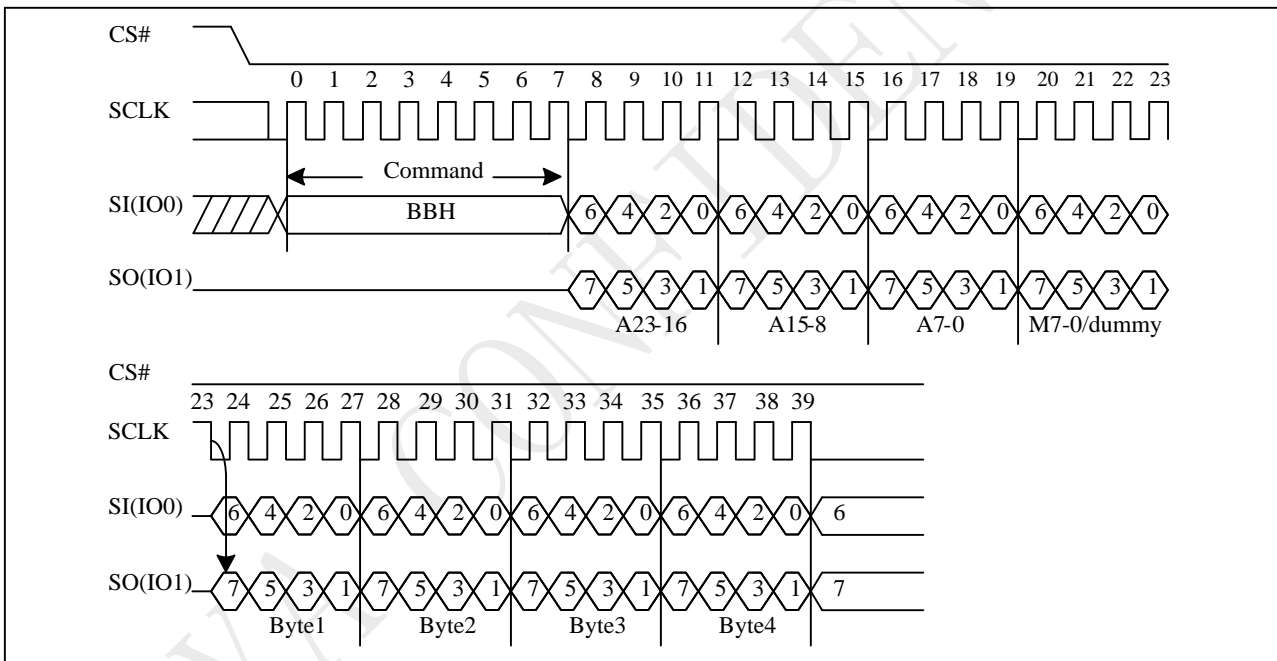 CS#
0 1 2 3 4 5 6 7 8 9 10 11 12 13 14 15 16 17 18 19 20 21 22 23
SCLK
Command
SI(IO0) BBH 6 4 2 0 6 4 2 0 6 4 2 0 6 4 2 0
SO(IO1) 7 5 3 1 7 5 3 1 7 5 3 1 7 5 3 1
A23-16 A15-8 A7-0 M7-0/dummy
CS#
23 24 25 26 27 28 29 30 31 32 33 34 35 36 37 38 39
SCLK
SI(IO0) 6 4 2 0 6 4 2 0 6 4 2 0 6 4 2 0 6
SO(IO1) 7 5 3 1 7 5 3 1 7 5 3 1 7 5 3 1 7
Byte1 Byte2 Byte3 Byte4